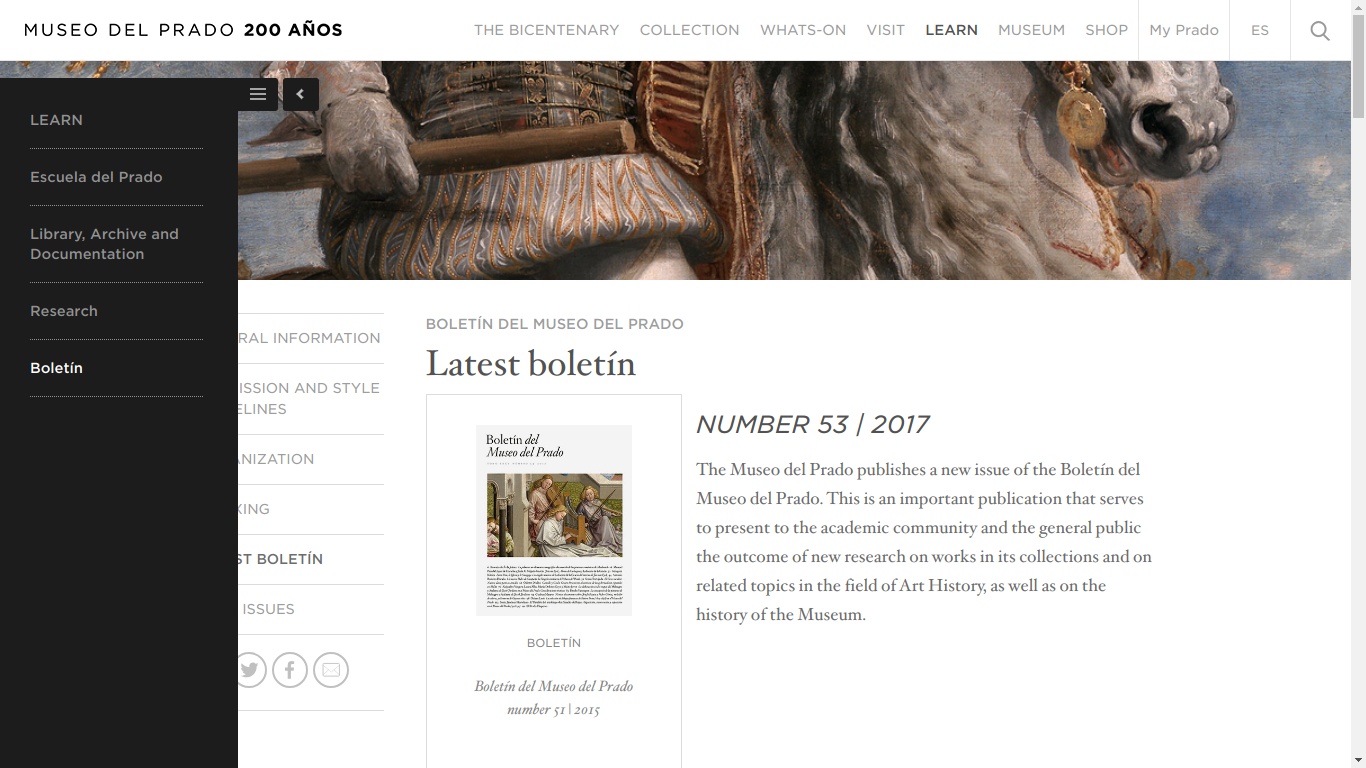 MUSEO DEL PRADO 200 AÑOS
THE BICENTENARY
COLLECTION
WHATS-ON
VISIT
LEARN
MUSEUM
SHOP
My Prado
ES
LEARN
Escuela del Prado
Library, Archive and
Documentation
Research
Boletín
RAL INFORMATION
ISSION AND STYLE
ELINES
ANIZATION
KING
ST BOLETÍN
ISSUES
BOLETÍN DEL MUSEO DEL PRADO
Latest boletín
Boletín del
Museo del Prado
BOLETÍN
Boletín del Museo del Prado
number 51 | 2015
NUMBER 53 | 2017
The Museo del Prado publishes a new issue of the Boletín del
Museo del Prado. This is an important publication that serves
to present to the academic community and the general public
the outcome of new research on works in its collections and on
related topics in the field of Art History, as well as on the
history of the Museum.